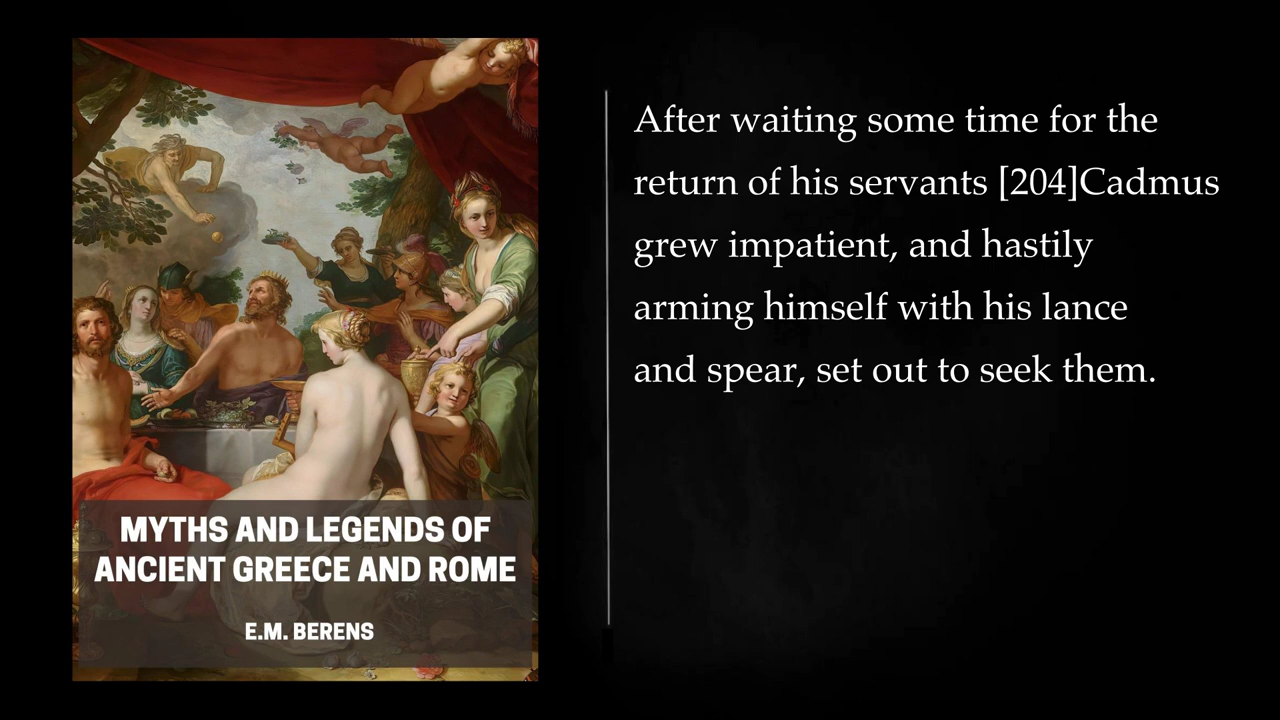 MYTHS AND LEGENDS OF
ANCIENT GREECE AND ROME
E.M. BERENS
After waiting some time for the
return of his servants [204]Cadmus
grew impatient, and hastily
arming himself with his lance
and spear, set out to seek them.